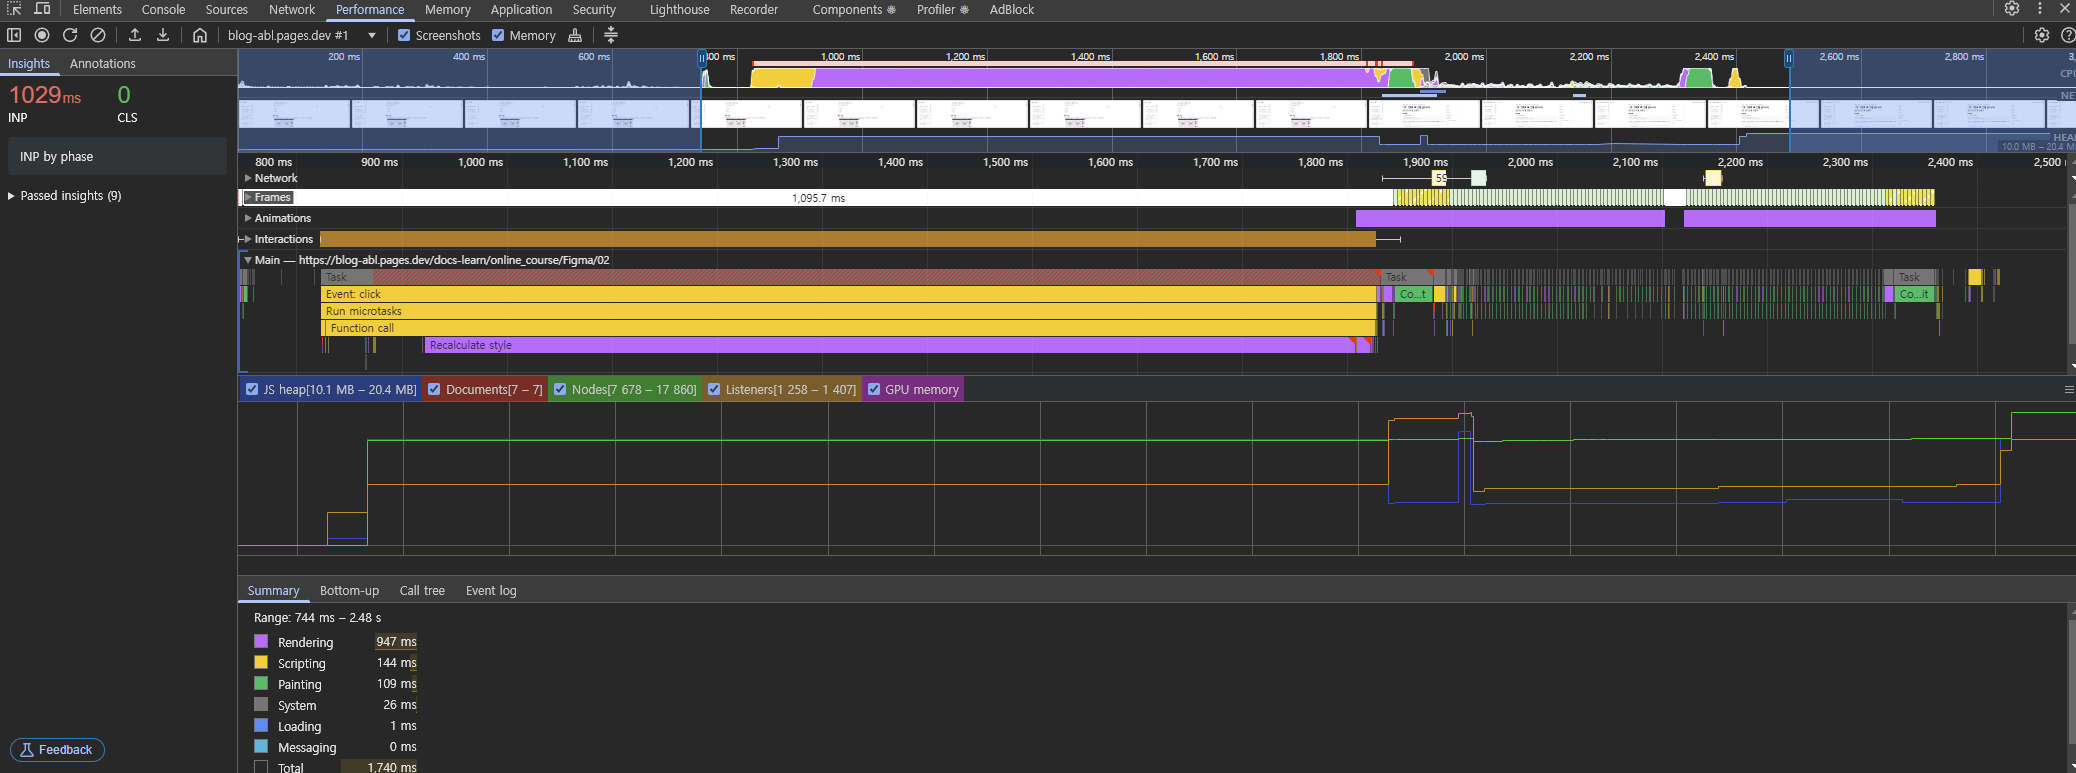 Elements Console Sources Network Performance Memory Application Security Lighthouse Recorder Components Profiler AdBlock
blog-abl.pages.dev #1 Screenshots Memory
Insights Annotations
1029 ms 0
INP CLS
INP by phase
Passed insights (9)
Feedback
200 ms 400 ms 600 ms 800 ms 1,000 ms 1,200 ms 1,400 ms 1,600 ms 1,800 ms 2,000 ms 2,200 ms 2,400 ms 2,600 ms 2,800 ms
CPU
NET
HEAP
10.0 MB – 20.4 M
800 ms 900 ms 1,000 ms 1,100 ms 1,200 ms 1,300 ms 1,400 ms 1,500 ms 1,600 ms 1,700 ms 1,800 ms 1,900 ms 2,000 ms 2,100 ms 2,200 ms 2,300 ms 2,400 ms 2,500
Network 59
Frames 1,095.7 ms
Animations
Interactions
Main — https://blog-abl.pages.dev/docs-learn/online_course/Figma/02
Task Task Task
Event: click Co...t Co...it
Run microtasks
Function call
Recalculate style
JS heap[10.1 MB – 20.4 MB] Documents[7 – 7] Nodes[7 678 – 17 860] Listeners[1 258 – 1 407] GPU memory
Summary Bottom-up Call tree Event log
Range: 744 ms – 2.48 s
Rendering 947 ms
Scripting 144 ms
Painting 109 ms
System 26 ms
Loading 1 ms
Messaging 0 ms
Total 1,740 ms